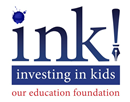 ink!
investing in kids
our education foundation